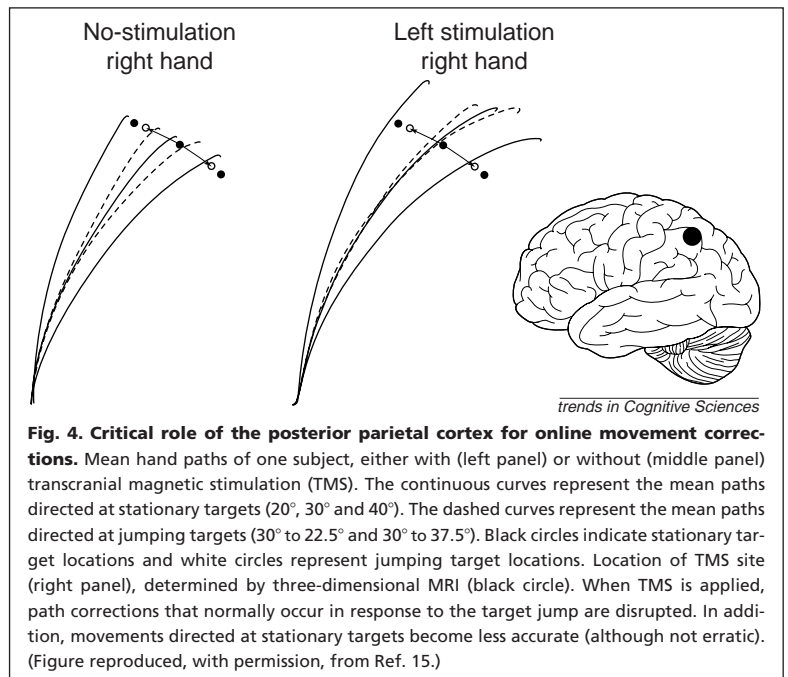 No-stimulation
right hand
Left stimulation
right hand
trends in Cognitive Sciences
Fig. 4. Critical role of the posterior parietal cortex for online movement correc-
tions. Mean hand paths of one subject, either with (left panel) or without (middle panel)
transcranial magnetic stimulation (TMS). The continuous curves represent the mean paths
directed at stationary targets (20°, 30° and 40°). The dashed curves represent the mean paths
directed at jumping targets (30° to 22.5° and 30° to 37.5°). Black circles indicate stationary tar-
get locations and white circles represent jumping target locations. Location of TMS site
(right panel), determined by three-dimensional MRI (black circle). When TMS is applied,
path corrections that normally occur in response to the target jump are disrupted. In addi-
tion, movements directed at stationary targets become less accurate (although not erratic).
(Figure reproduced, with permission, from Ref. 15.)